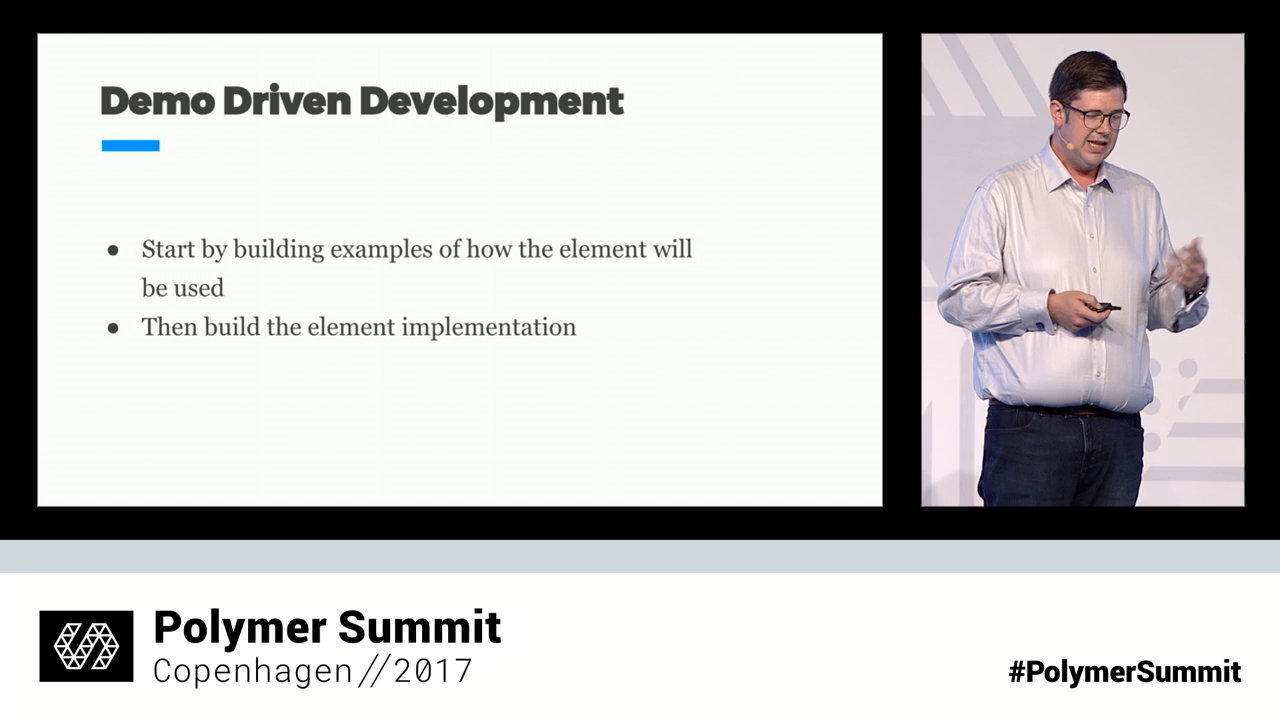 Demo Driven Development
● Start by building examples of how the element will
be used
● Then build the element implementation
Polymer Summit
Copenhagen //2017
#PolymerSummit